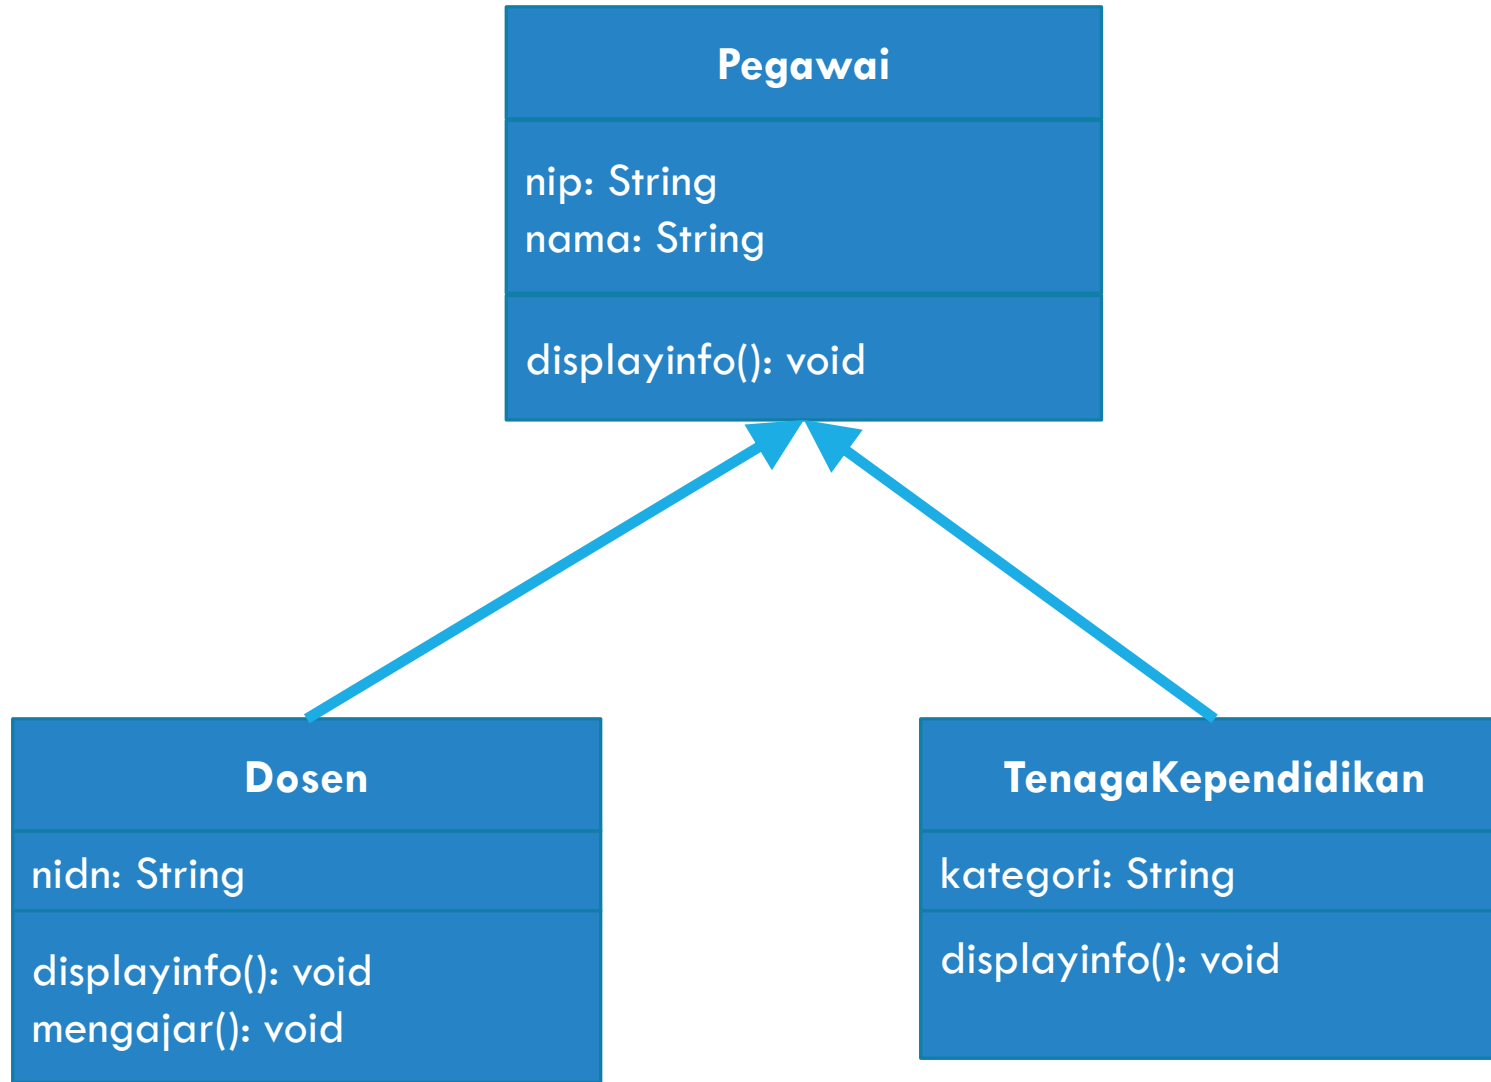 Pegawai
nip: String
nama: String
displayinfo(): void
Dosen
nidn: String
displayinfo(): void
mengajar(): void
TenagaKependidikan
kategori: String
displayinfo(): void